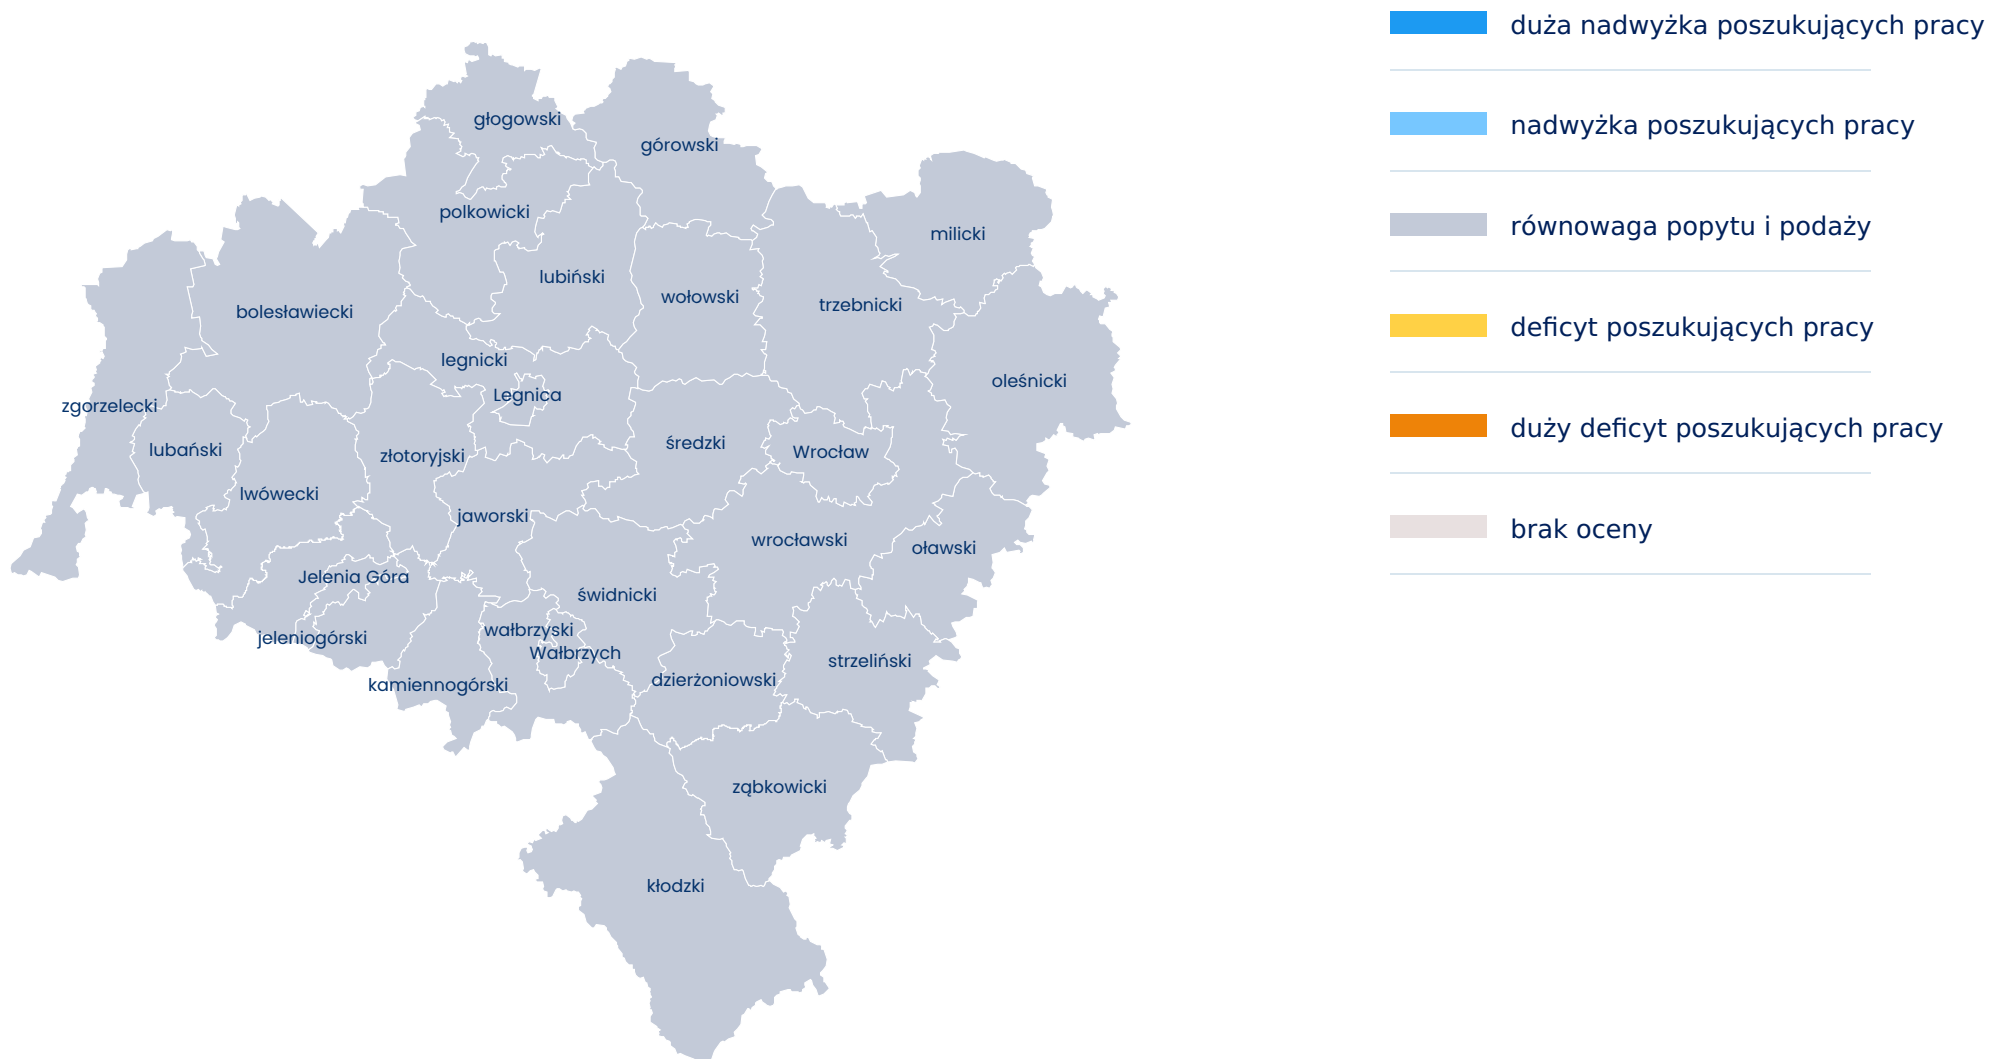 głogowski
górowski
polkowicki
milicki
lubiński
wołowski
trzebnicki
bolesławiecki
legnicki
oleśnicki
Legnica
zgorzelecki
średzki
lubański
złotoryjski
Wrocław
lwówecki
jaworski
wrocławski
oławski
Jelenia Góra
świdnicki
jeleniogórski
wałbrzyski
Wałbrzych
strzeliński
kamiennogórski
dzierżoniowski
ząbkowicki
kłodzki
duża nadwyżka poszukujących pracy
nadwyżka poszukujących pracy
równowaga popytu i podaży
deficyt poszukujących pracy
duży deficyt poszukujących pracy
brak oceny